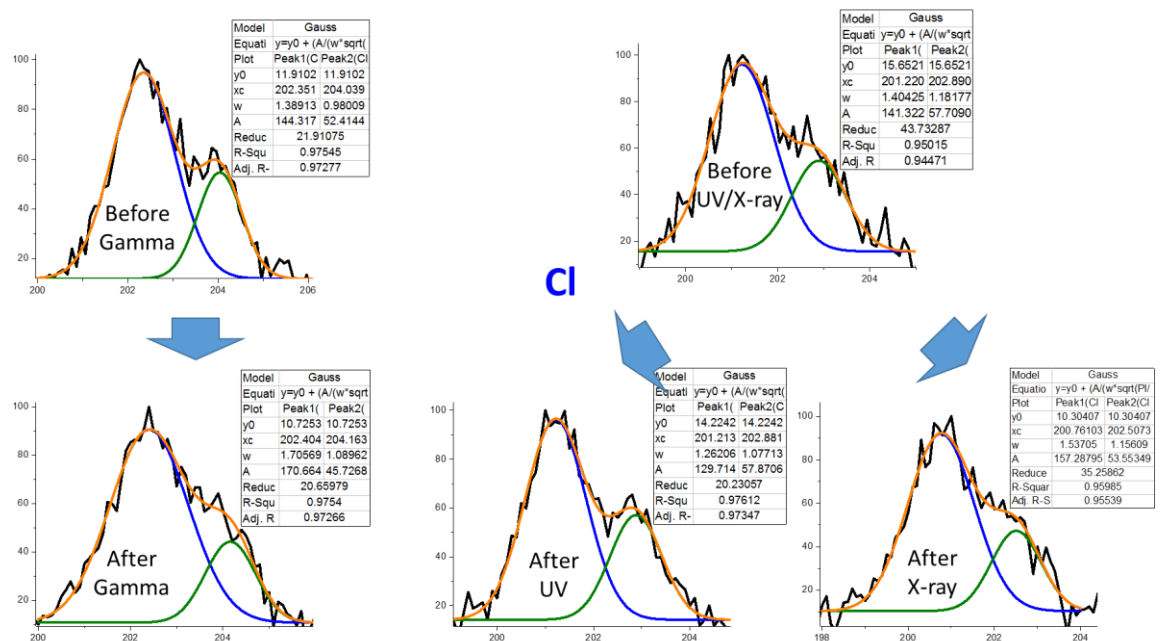 Model Gauss
Equati y=y0 + (A/(w*sqrt(
Plot Peak1(C Peak2(Cl
y0 11.9102 11.9102
xc 202.351 204.039
w 1.38913 0.98009
A 144.317 52.4144
Reduc 21.91075
R-Squ 0.97545
Adj. R- 0.97277
100
80
60
40
20
200 202 204 206
Before
Gamma
Model Gauss
Equati y=y0 + (A/(w*sqrt(
Plot Peak1( Peak2(
y0 15.6521 15.6521
xc 201.220 202.890
w 1.40425 1.18177
A 141.322 57.7090
Reduc 43.73287
R-Squ 0.95015
Adj. R 0.94471
100
80
60
40
20
200 202 204
Before
UV/X-ray
Cl
Model Gauss
Equati y=y0 + (A/(w*sqrt(
Plot Peak1( Peak2(
y0 10.7253 10.7253
xc 202.404 204.163
w 1.70569 1.08962
A 170.664 45.7268
Reduc 20.65979
R-Squ 0.9754
Adj. R 0.97266
100
80
60
40
20
200 202 204
After
Gamma
Model Gauss
Equati y=y0 + (A/(w*sqrt(
Plot Peak1( Peak2(C
y0 14.2242 14.2242
xc 201.213 202.881
w 1.26206 1.07713
A 129.714 57.8706
Reduc 20.23057
R-Squ 0.97612
Adj. R- 0.97347
100
80
60
40
20
200 202 204
After
UV
Model Gauss
Equatio y=y0 + (A/(w*sqrt(PI/
Plot Peak1(Cl Peak2(Cl
y0 10.30407 10.30407
xc 200.76103 202.5073
w 1.53705 1.15609
A 157.28795 53.55349
Reduce 35.25862
R-Squar 0.95985
Adj. R-S 0.95539
100
80
60
40
20
198 200 202 204
After
X-ray